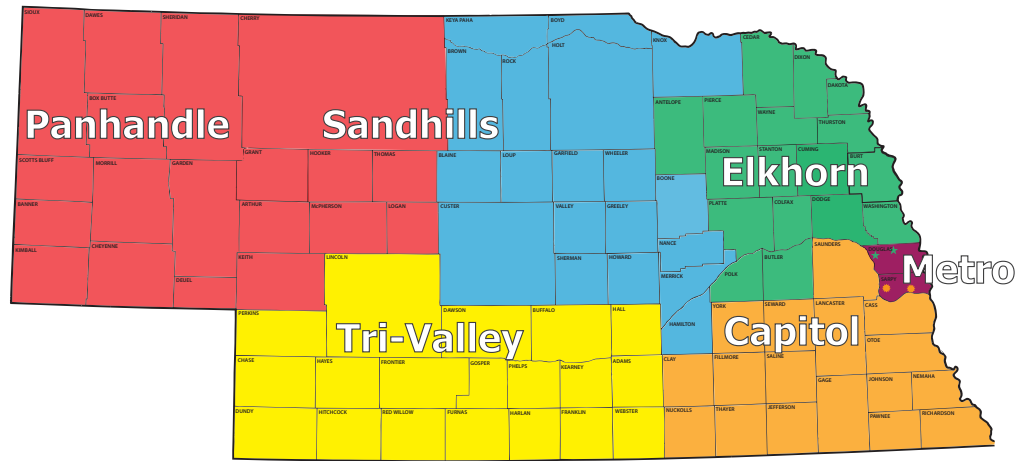 SIOUX
DAWES
SHERIDAN
CHERRY
KEYA PAHA
BOYD
BROWN
ROCK
HOLT
KNOX
CEDAR
DIXON
DAKOTA
BOX BUTTE
ANTELOPE
PIERCE
WAYNE
THURSTON
Panhandle
Sandhills
Elkhorn
SCOTTS BLUFF
MORRILL
GARDEN
GRANT
HOOKER
THOMAS
BLAINE
LOUP
GARFIELD
WHEELER
MADISON
STANTON
CUMING
BURT
BOONE
BANNER
ARTHUR
McPHERSON
LOGAN
CUSTER
VALLEY
GREELEY
PLATTE
COLFAX
DODGE
WASHINGTON
KIMBALL
CHEYENNE
DEUEL
KEITH
LINCOLN
SHERMAN
HOWARD
NANCE
MERRICK
POLK
BUTLER
SAUNDERS
DOUGLAS
SARPY
Metro
PERKINS
DAWSON
BUFFALO
HALL
HAMILTON
YORK
SEWARD
LANCASTER
CASS
OTOE
Tri-Valley
Capitol
CHASE
HAYES
FRONTIER
GOSPER
PHELPS
KEARNEY
ADAMS
CLAY
FILLMORE
SALINE
GAGE
JOHNSON
NEMAHA
DUNDY
HITCHCOCK
RED WILLOW
FURNAS
HARLAN
FRANKLIN
WEBSTER
NUCKOLLS
THAYER
JEFFERSON
PAWNEE
RICHARDSON